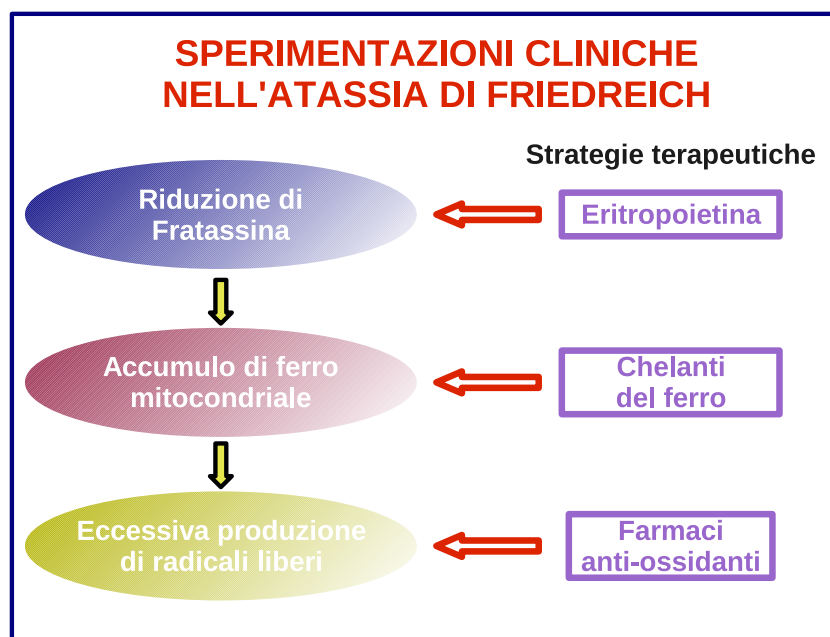 SPERIMENTAZIONI CLINICHE
NELL'ATASSIA DI FRIEDREICH
Strategie terapeutiche
Riduzione di
Fratassina
Eritropoietina
Accumulo di ferro
mitocondriale
Chelanti
del ferro
Eccessiva produzione
di radicali liberi
Farmaci
anti-ossidanti